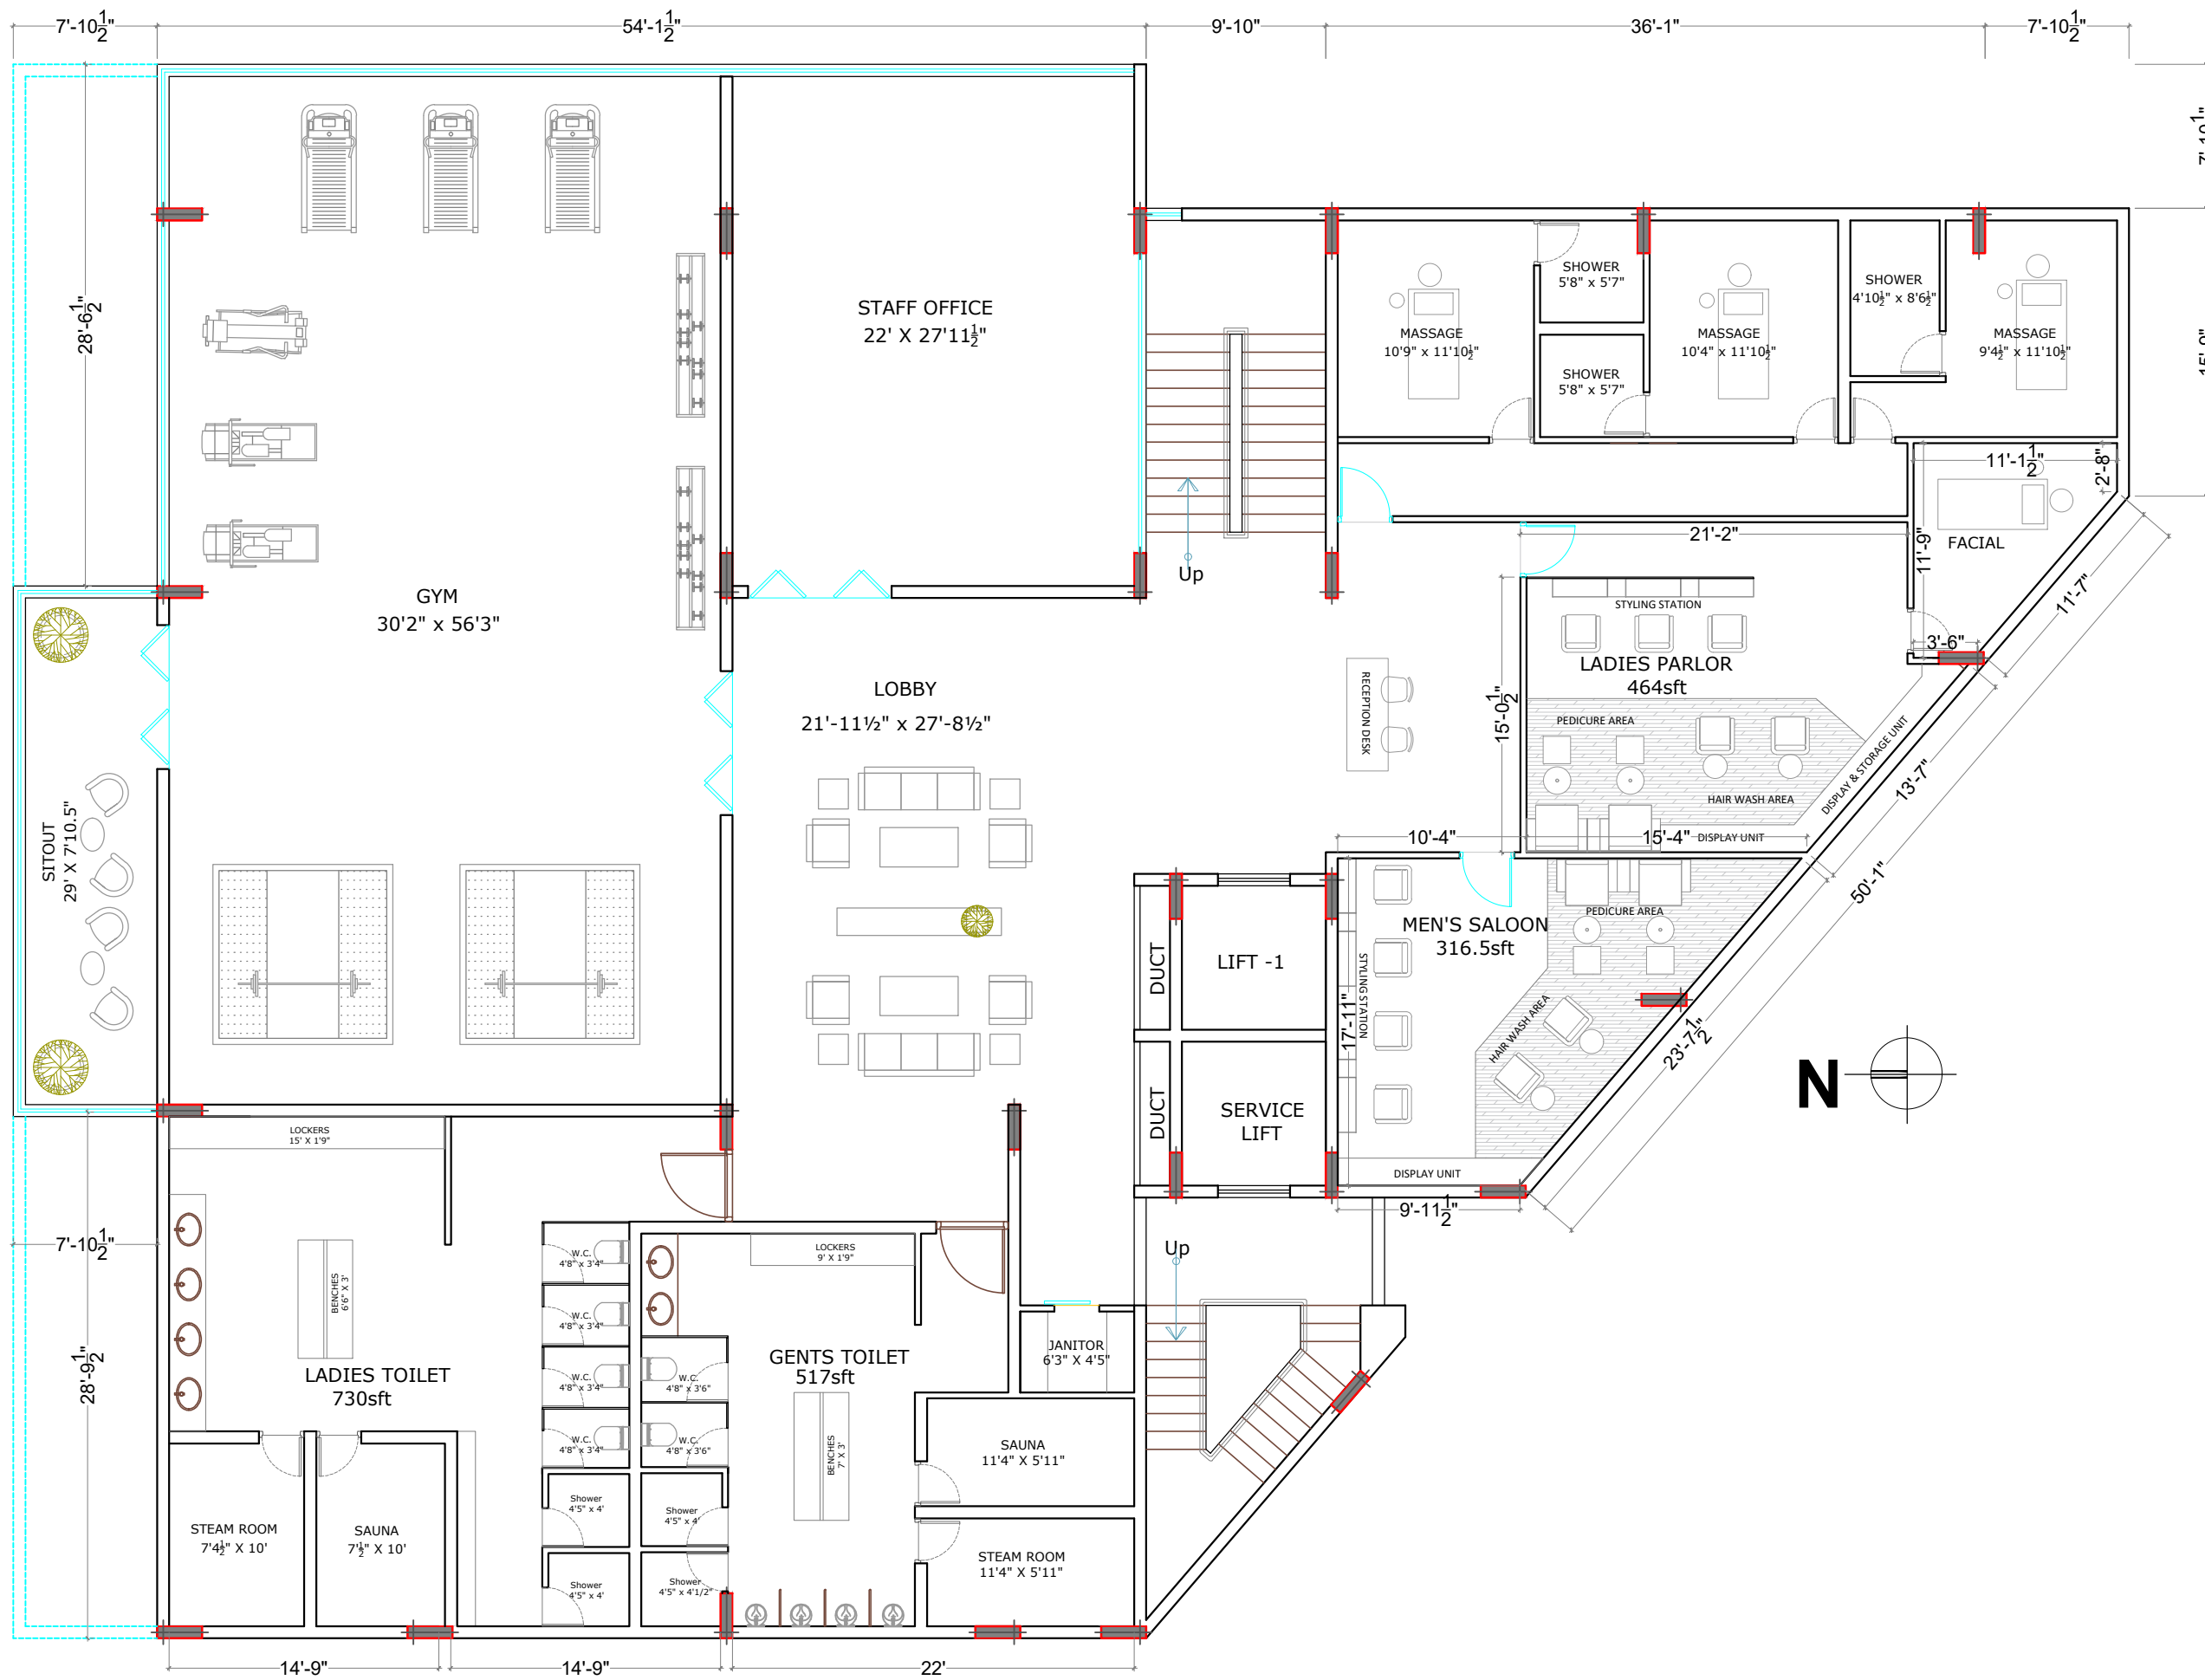 7'-10½"
54'-1½"
9'-10"
36'-1"
7'-10½"
28'-6½"
15'-9"
STAFF OFFICE
22' X 27'11½"
SHOWER
5'8" x 5'7"
SHOWER
4'10½" x 8'6½"
MASSAGE
10'9" x 11'10½"
MASSAGE
10'4" x 11'10½"
MASSAGE
9'4½" x 11'10½"
SHOWER
5'8" x 5'7"
11'-1½"
2'-8"
FACIAL
11'-9"
21'-2"
Up
GYM
30'2" x 56'3"
STYLING STATION
11'-7"
3'-6"
LADIES PARLOR
464sft
LOBBY
21'-11½" x 27'-8½"
RECEPTION DESK
15'-0½"
PEDICURE AREA
DISPLAY & STORAGE UNIT
HAIR WASH AREA
13'-7"
SITOUT
29' X 7'10.5"
10'-4"
15'-4"
DISPLAY UNIT
50'-1"
MEN'S SALOON
316.5sft
PEDICURE AREA
DUCT
LIFT -1
STYLING STATION
17'-11"
HAIR WASH AREA
23'-7½"
N
DUCT
SERVICE
LIFT
LOCKERS
15' X 1'9"
DISPLAY UNIT
9'-11½"
7'-10½"
28'-9½"
Up
BENCHES
6'6" X 3'
W.C.
4'8" x 3'4"
LOCKERS
9' X 1'9"
W.C.
4'8" x 3'4"
JANITOR
6'3" X 4'5"
GENTS TOILET
517sft
LADIES TOILET
730sft
W.C.
4'8" x 3'4"
W.C.
4'8" x 3'6"
W.C.
4'8" x 3'4"
W.C.
4'8" x 3'6"
BENCHES
7' X 3'
SAUNA
11'4" X 5'11"
Shower
4'5" x 4'
Shower
4'5" x 4'
STEAM ROOM
7'4½" X 10'
SAUNA
7'½" X 10'
STEAM ROOM
11'4" X 5'11"
Shower
4'5" x 4'
Shower
4'5" x 4'1/2"
14'-9"
14'-9"
22'